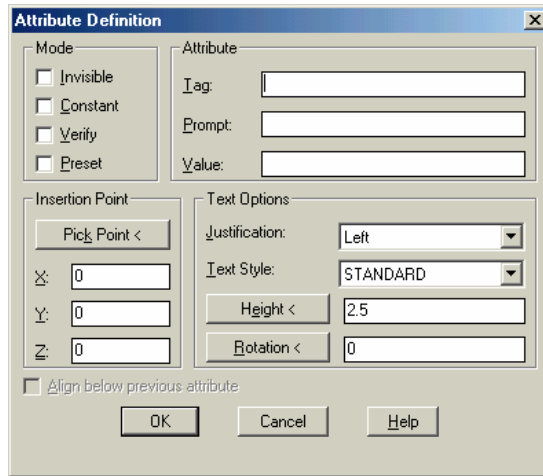 Attribute Definition
Mode
Invisible
Constant
Verify
Preset
Attribute
Tag:
Prompt:
Value:
Insertion Point
Pick Point <
X: 0
Y: 0
Z: 0
Text Options
Justification: Left
Text Style: STANDARD
Height < 2.5
Rotation < 0
Align below previous attribute
OK Cancel Help